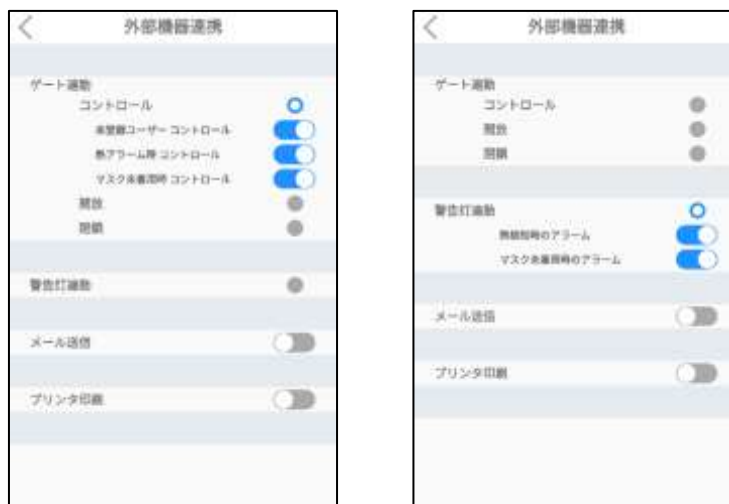 外部機器連携
ゲート連動
コントロール
未登録ユーザー コントロール
熱アラーム時 コントロール
マスク未着用時 コントロール
開放
閉鎖
警告灯連動
メール送信
プリンタ印刷
外部機器連携
ゲート連動
コントロール
開放
閉鎖
警告灯連動
熱検知時のアラーム
マスク未着用時のアラーム
メール送信
プリンタ印刷